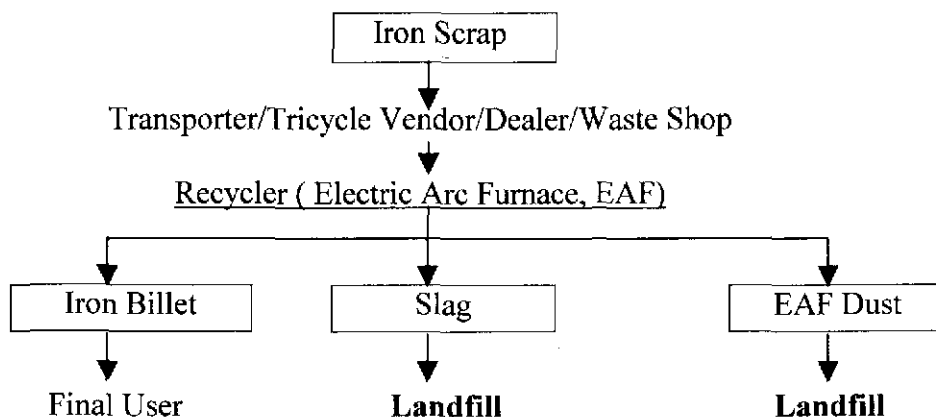 Iron Scrap
Transporter/Tricycle Vendor/Dealer/Waste Shop
Recycler ( Electric Arc Furnace, EAF)
Iron Billet
Slag
EAF Dust
Final User
Landfill
Landfill